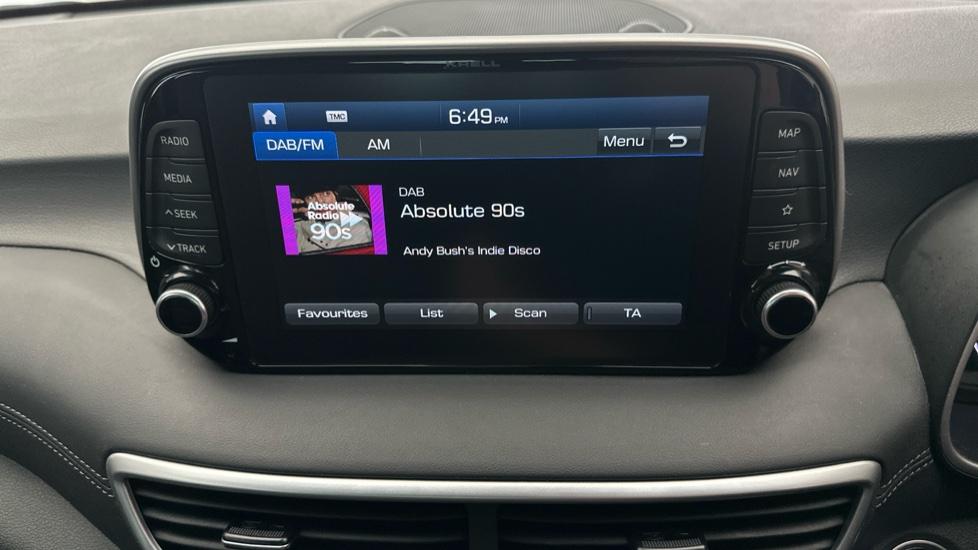 KRELL
TMC
6:49 PM
DAB/FM AM Menu
DAB
Absolute 90s
Andy Bush's Indie Disco
Absolute
Radio
90s
Favourites List Scan TA
RADIO
MEDIA
SEEK
TRACK
MAP
NAV
SETUP